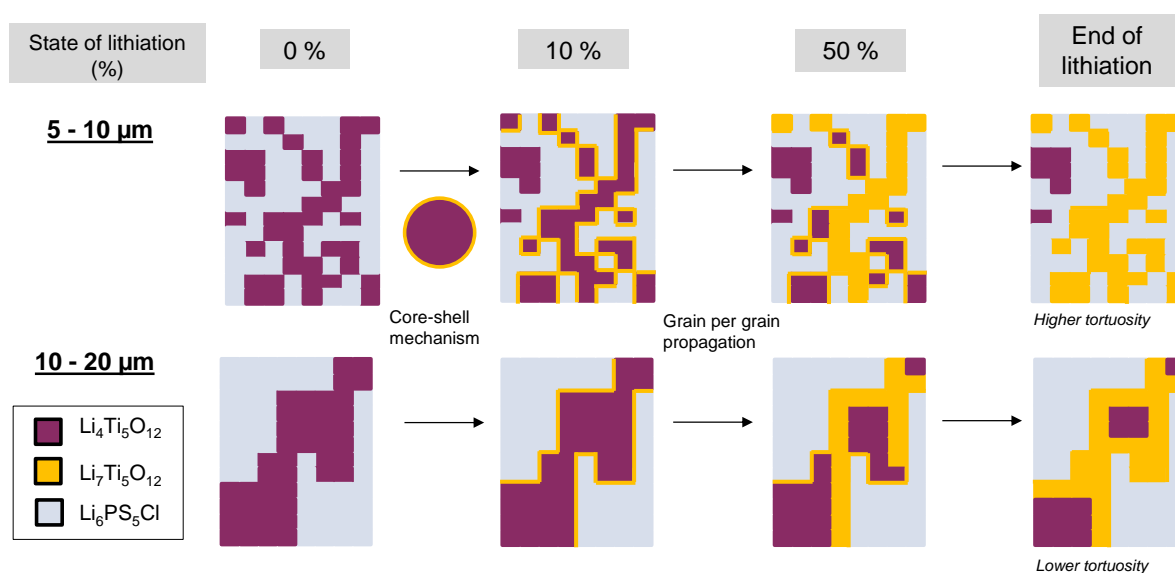 State of lithiation
(%)
0 %
10 %
50 %
End of
lithiation
5 - 10 µm
Core-shell
mechanism
Grain per grain
propagation
Higher tortuosity
10 - 20 µm
Li₄Ti₅O₁₂
Li₇Ti₅O₁₂
Li₆PS₅Cl
Lower tortuosity